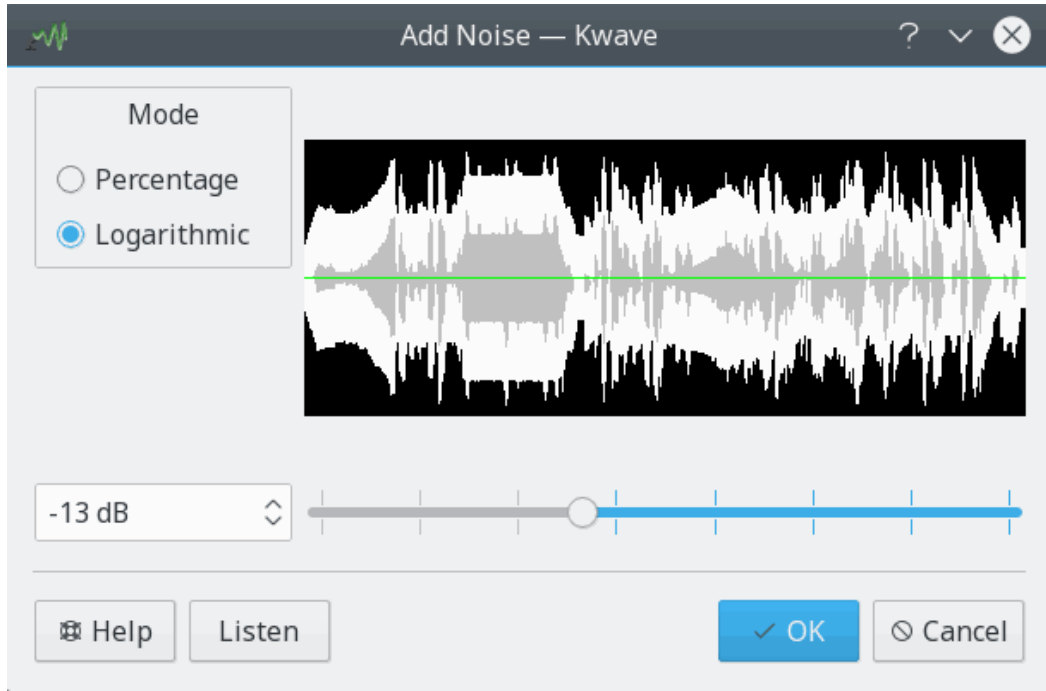 Add Noise — Kwave
Mode
Percentage
Logarithmic
-13 dB
Help
Listen
OK
Cancel